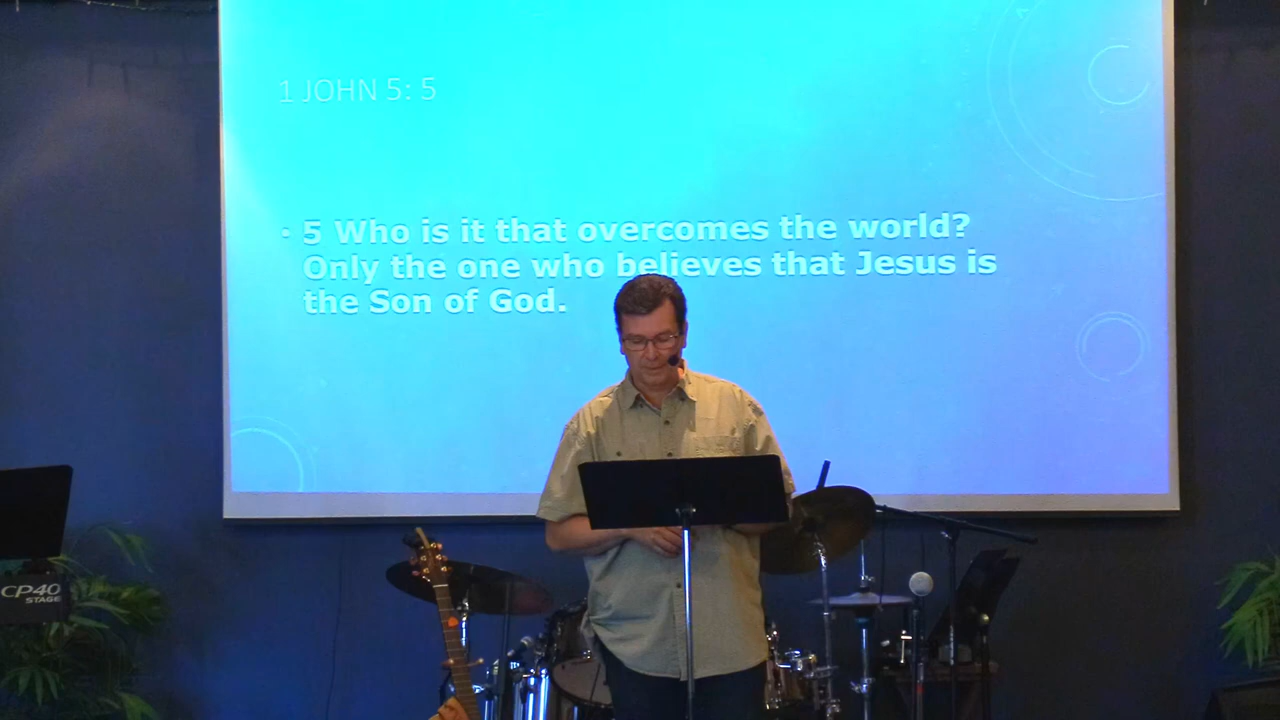 1 JOHN 5: 5
• 5 Who is it that overcomes the world?
Only the one who believes that Jesus is
the Son of God.
CP40
STAGE